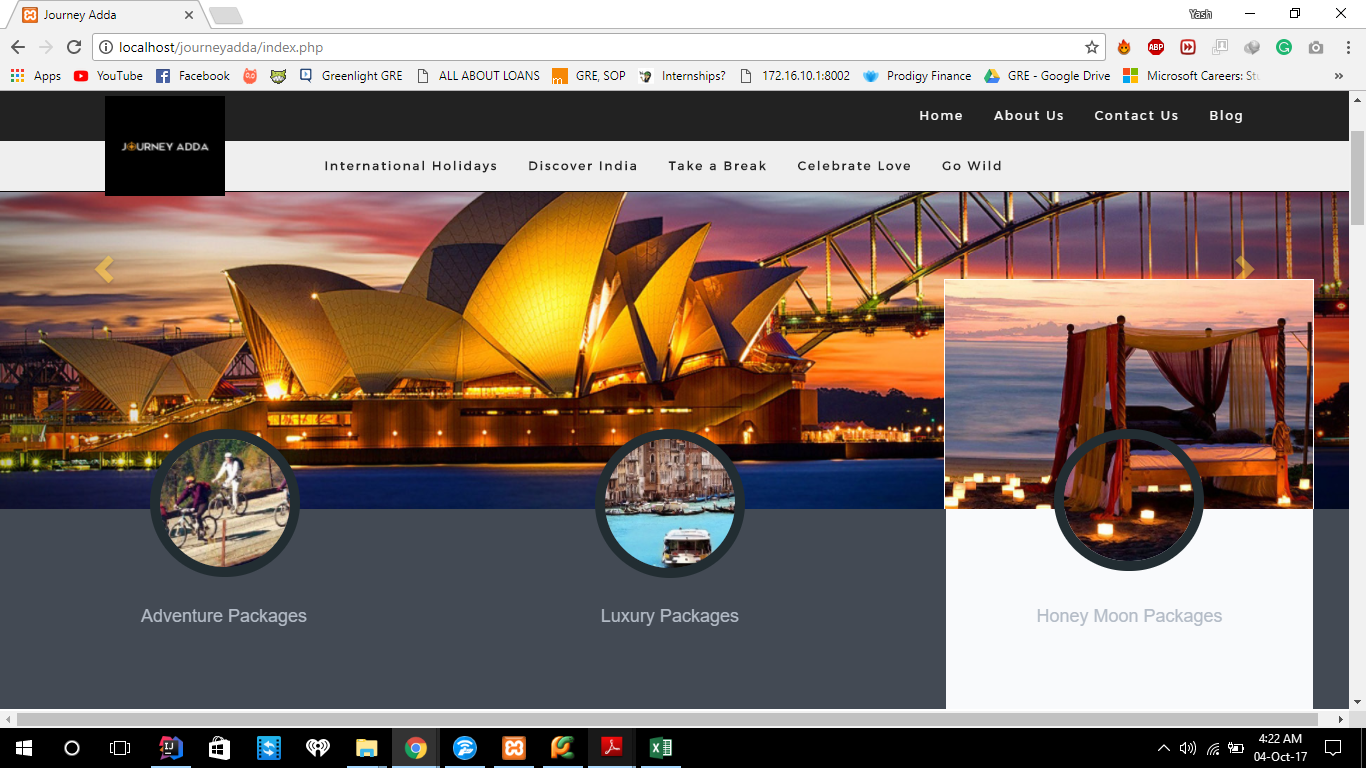 Journey Adda
Yash
localhost/journeyadda/index.php
ABP
Apps YouTube Facebook Greenlight GRE ALL ABOUT LOANS GRE, SOP Internships? 172.16.10.1:8002 Prodigy Finance GRE - Google Drive Microsoft Careers: Stu »
Home About Us Contact Us Blog
JOURNEY ADDA
International Holidays Discover India Take a Break Celebrate Love Go Wild
Adventure Packages Luxury Packages Honey Moon Packages
4:22 AM
04-Oct-17